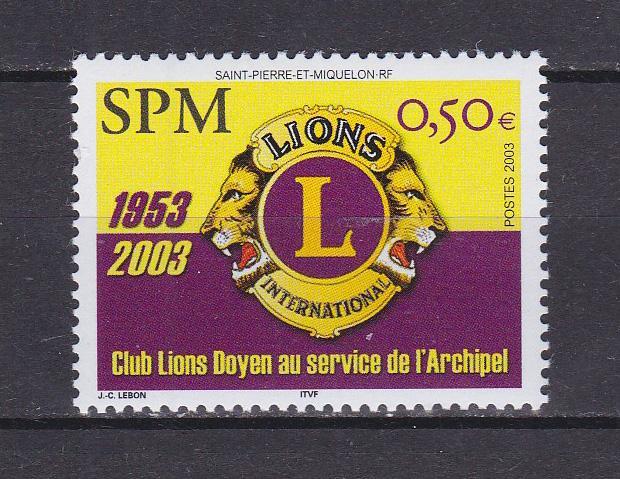 SAINT-PIERRE-ET-MIQUELON-RF
SPM
0,50€
LIONS
L
INTERNATIONAL
1953
2003
POSTES 2003
Club Lions Doyen au service de l'Archipel
J.-C. LEBON
ITVF